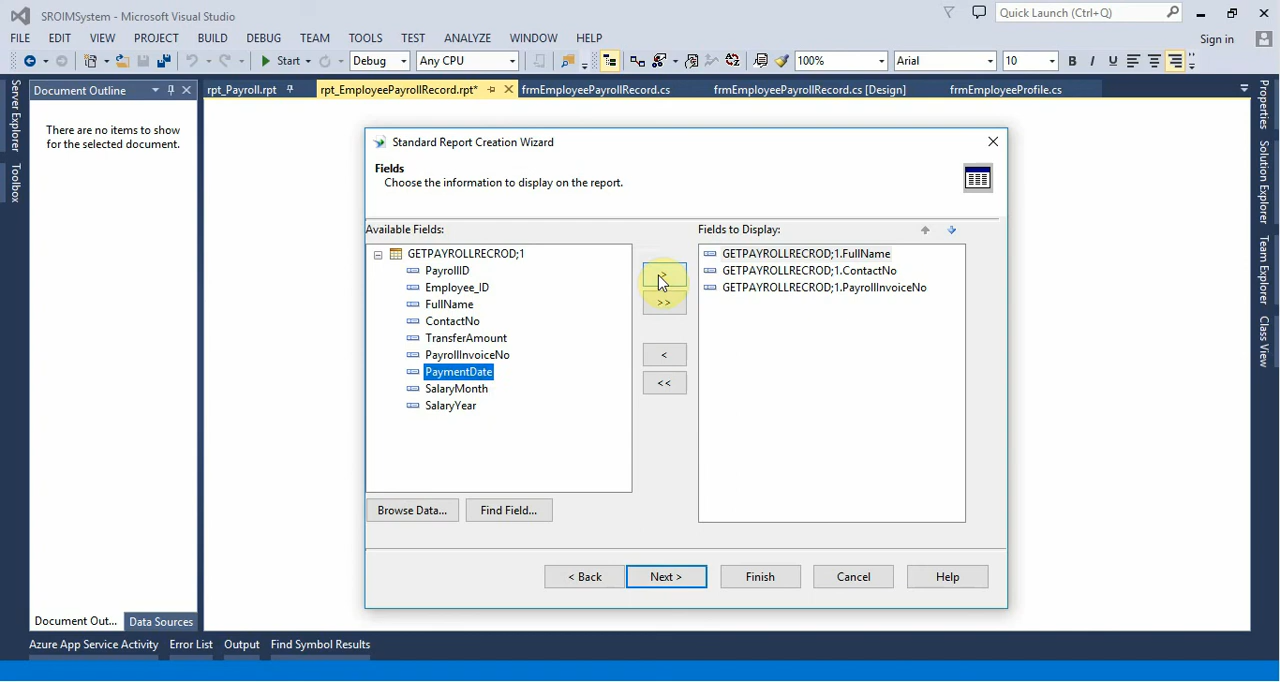 SROIMSystem - Microsoft Visual Studio
Quick Launch (Ctrl+Q)
FILE EDIT VIEW PROJECT BUILD DEBUG TEAM TOOLS TEST ANALYZE WINDOW HELP
Sign in
Start Debug Any CPU 100% Arial 10 B I U
Document Outline
rpt_Payroll.rpt rpt_EmployeePayrollRecord.rpt* frmEmployeePayrollRecord.cs frmEmployeePayrollRecord.cs [Design] frmEmployeeProfile.cs
Server Explorer
Toolbox
There are no items to show
for the selected document.
Standard Report Creation Wizard
Fields
Choose the information to display on the report.
Available Fields:
GETPAYROLLRECROD;1
PayrollID
Employee_ID
FullName
ContactNo
TransferAmount
PayrollInvoiceNo
PaymentDate
SalaryMonth
SalaryYear
>
>>
<
<<
Fields to Display:
GETPAYROLLRECROD;1.FullName
GETPAYROLLRECROD;1.ContactNo
GETPAYROLLRECROD;1.PayrollInvoiceNo
Browse Data... Find Field...
< Back Next > Finish Cancel Help
Properties
Solution Explorer
Team Explorer
Class View
Document Out... Data Sources
Azure App Service Activity Error List Output Find Symbol Results